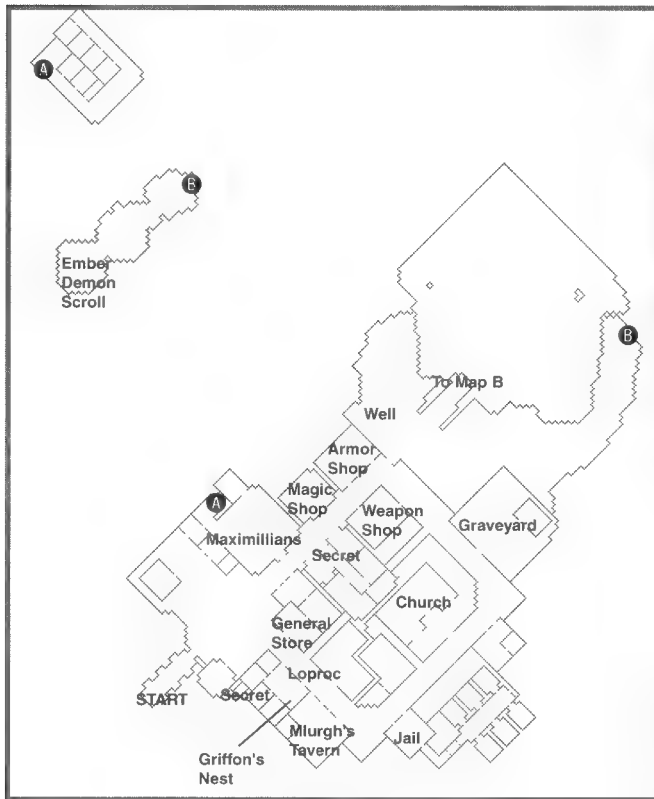 A
B
Ember
Demon
Scroll
B
To Map B
Well
Armor
Shop
Magic
Shop
A
Weapon
Shop
Graveyard
Maximillians
Secret
Church
General
Store
Loproc
START
Secret
Mlurgh's
Tavern
Jail
Griffon's
Nest